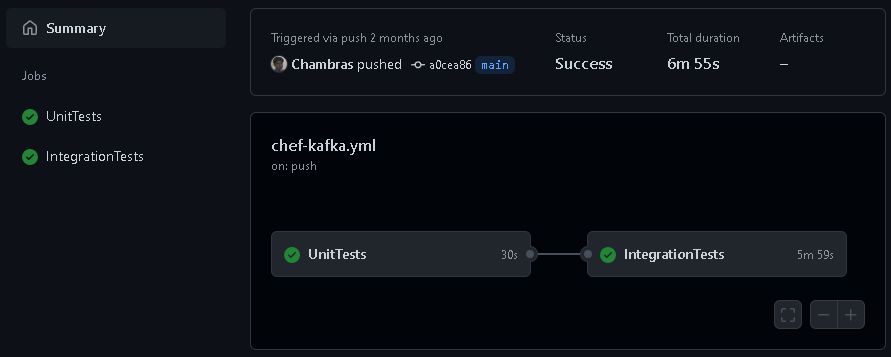 Summary
Jobs
UnitTests
IntegrationTests
Triggered via push 2 months ago
Chambras pushed a0cea86 main
Status
Success
Total duration
6m 55s
Artifacts
–
chef-kafka.yml
on: push
UnitTests 30s
IntegrationTests 5m 59s